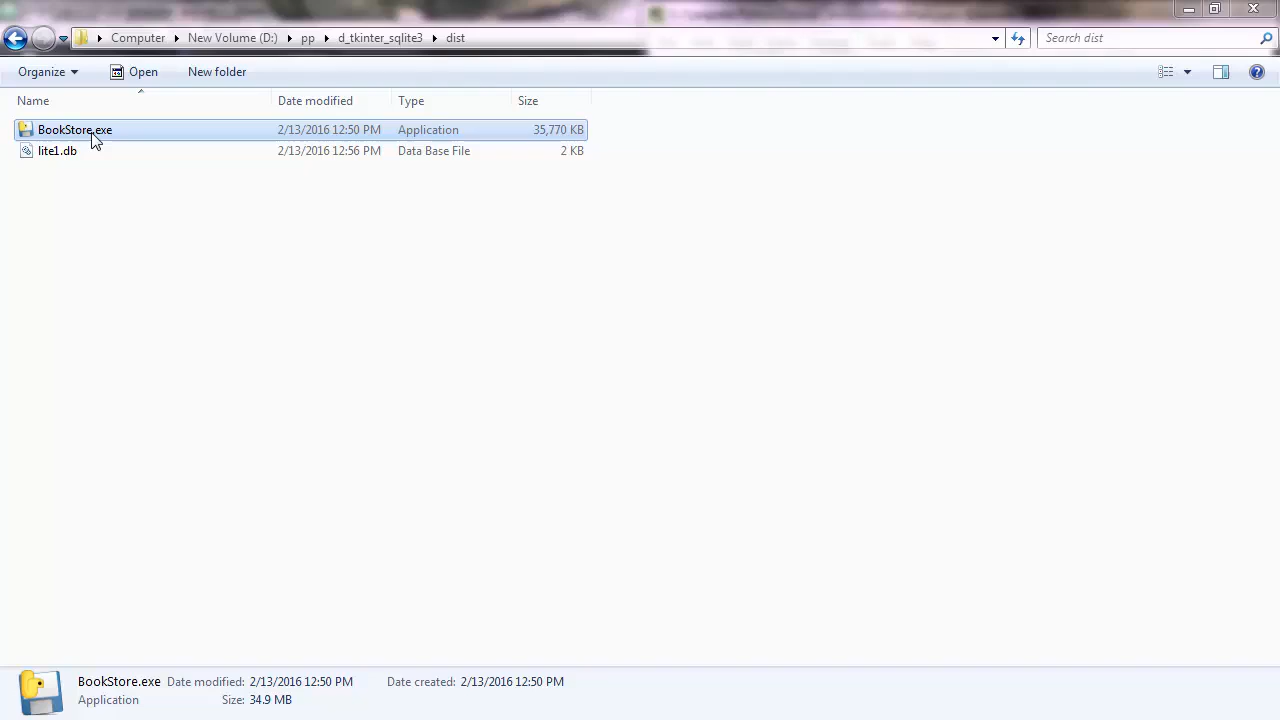 Computer New Volume (D:) pp d_tkinter_sqlite3 dist Search dist
Organize Open New folder
Name Date modified Type Size
BookStore.exe 2/13/2016 12:50 PM Application 35,770 KB
lite1.db 2/13/2016 12:56 PM Data Base File 2 KB
BookStore.exe Date modified: 2/13/2016 12:50 PM Date created: 2/13/2016 12:50 PM
Application Size: 34.9 MB